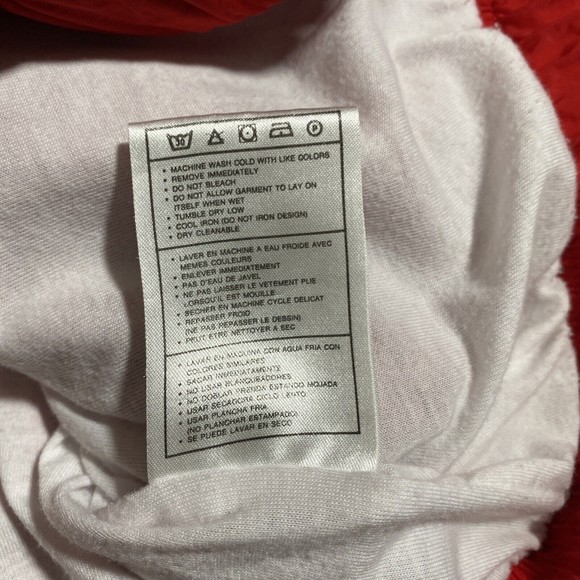 30 P
• MACHINE WASH COLD WITH LIKE COLORS
• REMOVE IMMEDIATELY
• DO NOT BLEACH
• DO NOT ALLOW GARMENT TO LAY ON
ITSELF WHEN WET
• TUMBLE DRY LOW
• COOL IRON (DO NOT IRON DESIGN)
• DRY CLEANABLE
• LAVER EN MACHINE A EAU FROIDE AVEC
MEMES COULEURS
• ENLEVER IMMEDIATEMENT
• PAS D'EAU DE JAVEL
• NE PAS LAISSER LE VETEMENT PLIE
LORSQU'IL EST MOUILLE
• SECHER EN MACHINE CYCLE DELICAT
• REPASSER FROID
(NE PAS REPASSER LE DESSIN)
• PEUT ETRE NETTOYER A SEC
• LAVAR EN MAQUINA CON AGUA FRIA CON
COLORES SIMILARES
• SACAR INMEDIATAMENTE
• NO USAR BLANQUEADORES
• NO DOBLAR PRENDA ESTANDO MOJADA
• USAR SECADORA CICLO LENTO
• USAR PLANCHA FRIA
(NO PLANCHAR ESTAMPADO)
• SE PUEDE LAVAR EN SECO